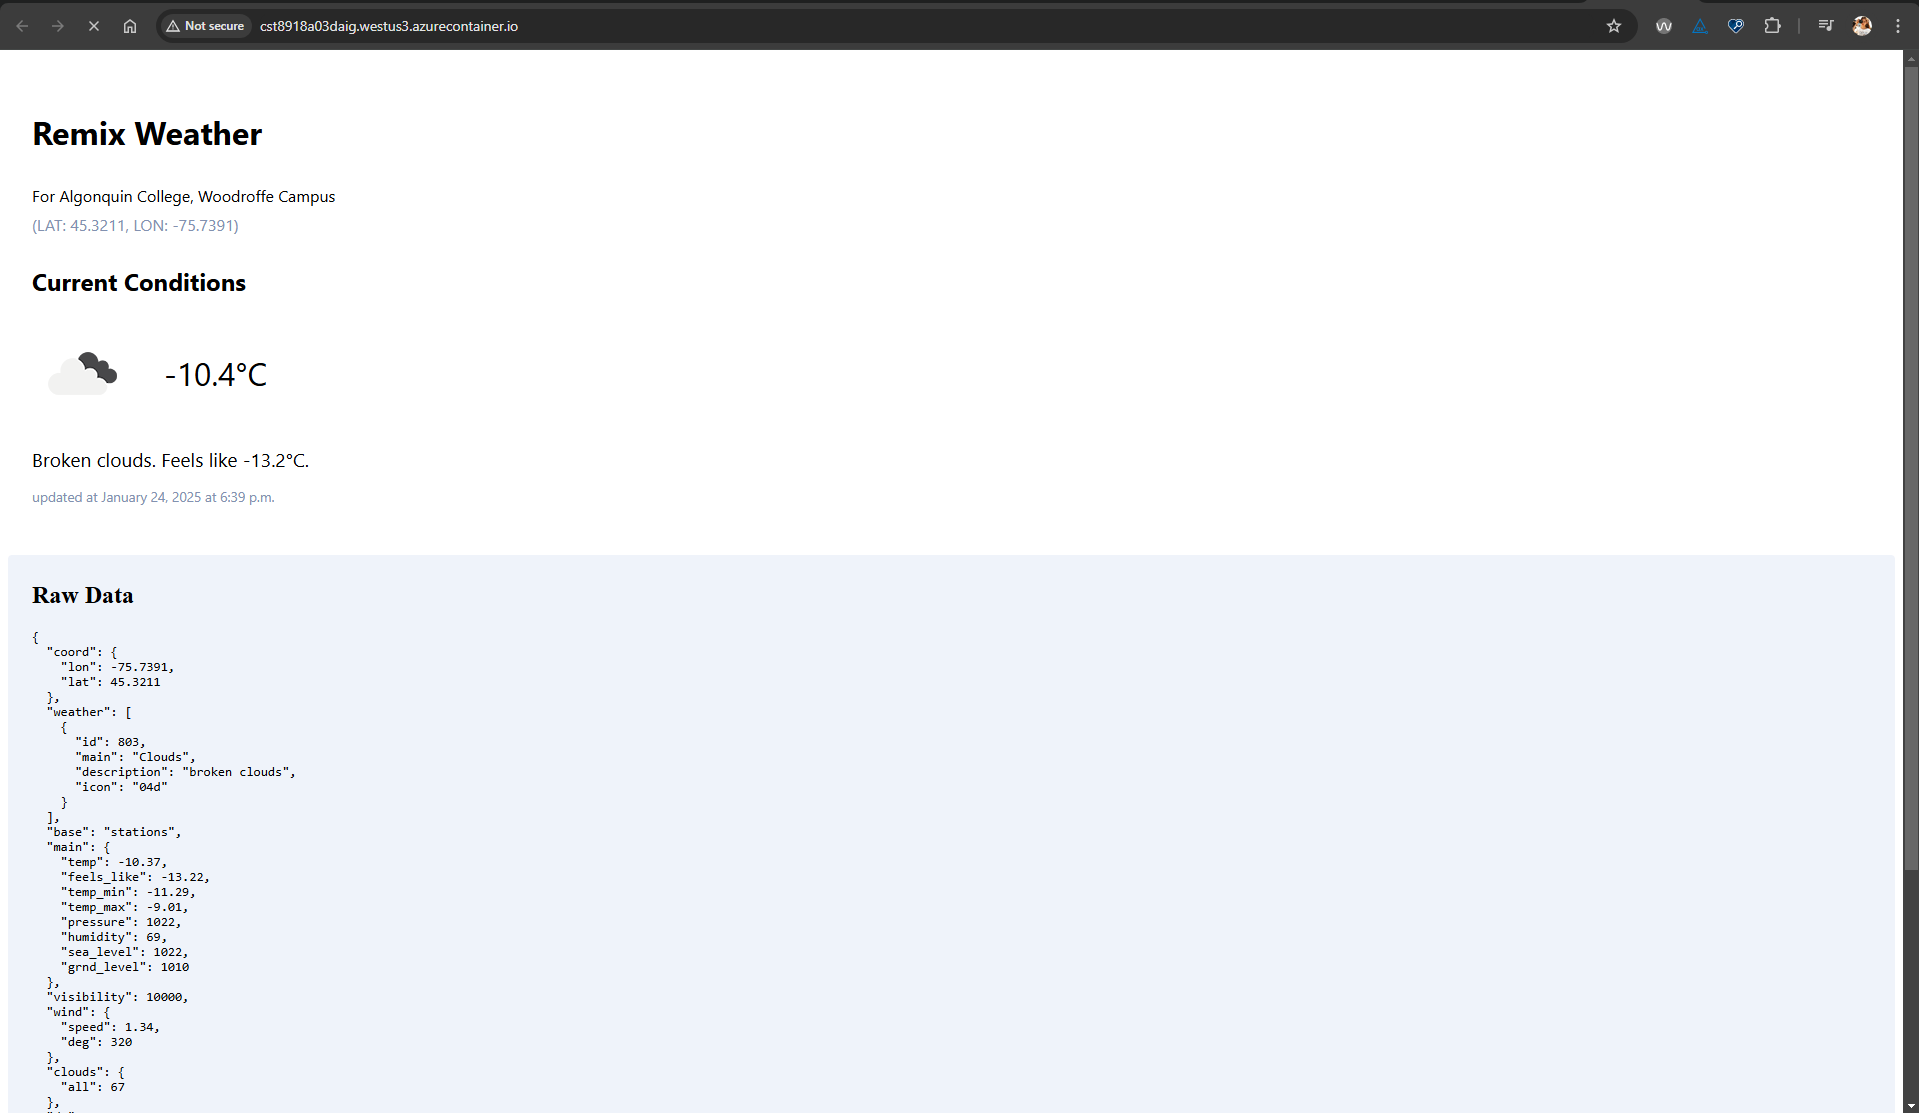 Not secure
cst8918a03daig.westus3.azurecontainer.io
Remix Weather
For Algonquin College, Woodroffe Campus
(LAT: 45.3211, LON: -75.7391)
Current Conditions
-10.4°C
Broken clouds. Feels like -13.2°C.
updated at January 24, 2025 at 6:39 p.m.
Raw Data
{
  "coord": {
    "lon": -75.7391,
    "lat": 45.3211
  },
  "weather": [
    {
      "id": 803,
      "main": "Clouds",
      "description": "broken clouds",
      "icon": "04d"
    }
  ],
  "base": "stations",
  "main": {
    "temp": -10.37,
    "feels_like": -13.22,
    "temp_min": -11.29,
    "temp_max": -9.01,
    "pressure": 1022,
    "humidity": 69,
    "sea_level": 1022,
    "grnd_level": 1010
  },
  "visibility": 10000,
  "wind": {
    "speed": 1.34,
    "deg": 320
  },
  "clouds": {
    "all": 67
  },